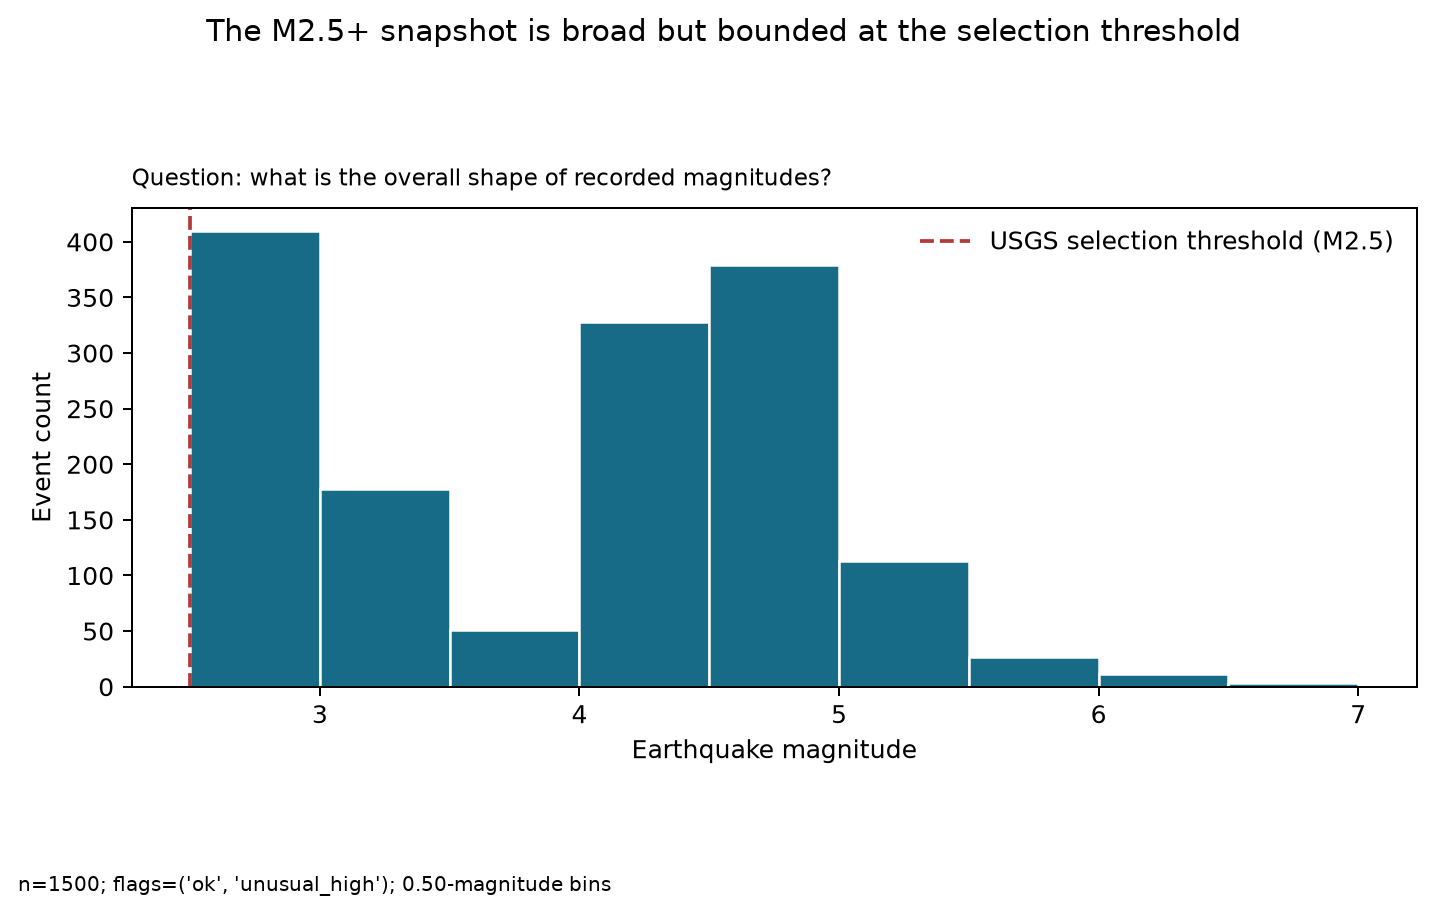 The M2.5+ snapshot is broad but bounded at the selection threshold
Question: what is the overall shape of recorded magnitudes?
USGS selection threshold (M2.5)
400
350
300
250
200
150
100
50
0
Event count
3
4
5
6
7
Earthquake magnitude
n=1500; flags=('ok', 'unusual_high'); 0.50-magnitude bins